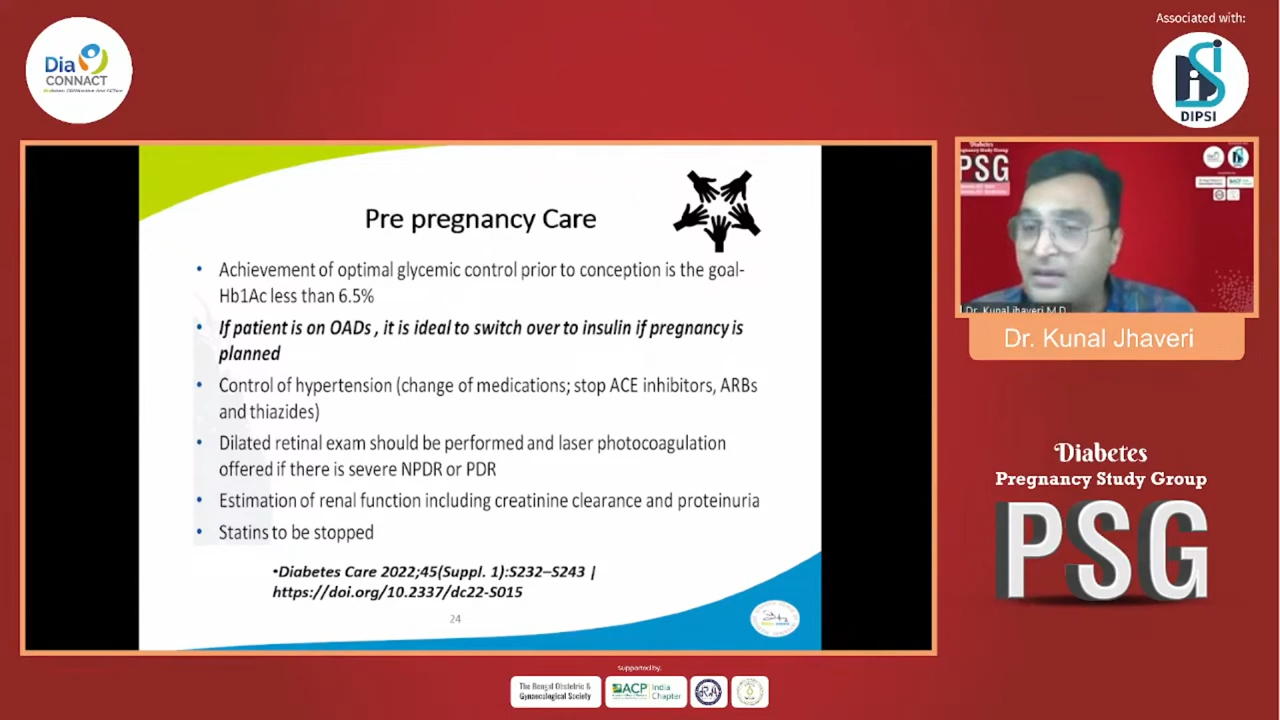 Associated with:
Dia
CONNACT
DIPSI
Pre pregnancy Care
• Achievement of optimal glycemic control prior to conception is the goal-
Hb1Ac less than 6.5%
• If patient is on OADs , it is ideal to switch over to insulin if pregnancy is
planned
• Control of hypertension (change of medications; stop ACE inhibitors, ARBs
and thiazides)
• Dilated retinal exam should be performed and laser photocoagulation
offered if there is severe NPDR or PDR
• Estimation of renal function including creatinine clearance and proteinuria
• Statins to be stopped
•Diabetes Care 2022;45(Suppl. 1):S232–S243 |
https://doi.org/10.2337/dc22-S015
24
PSG
Dr. Kunal jhaveri M.D
Dr. Kunal Jhaveri
Diabetes
Pregnancy Study Group
PSG
supported by.
The Bengal Obstetric &
Gynaecological Society
ACP
India
Chapter